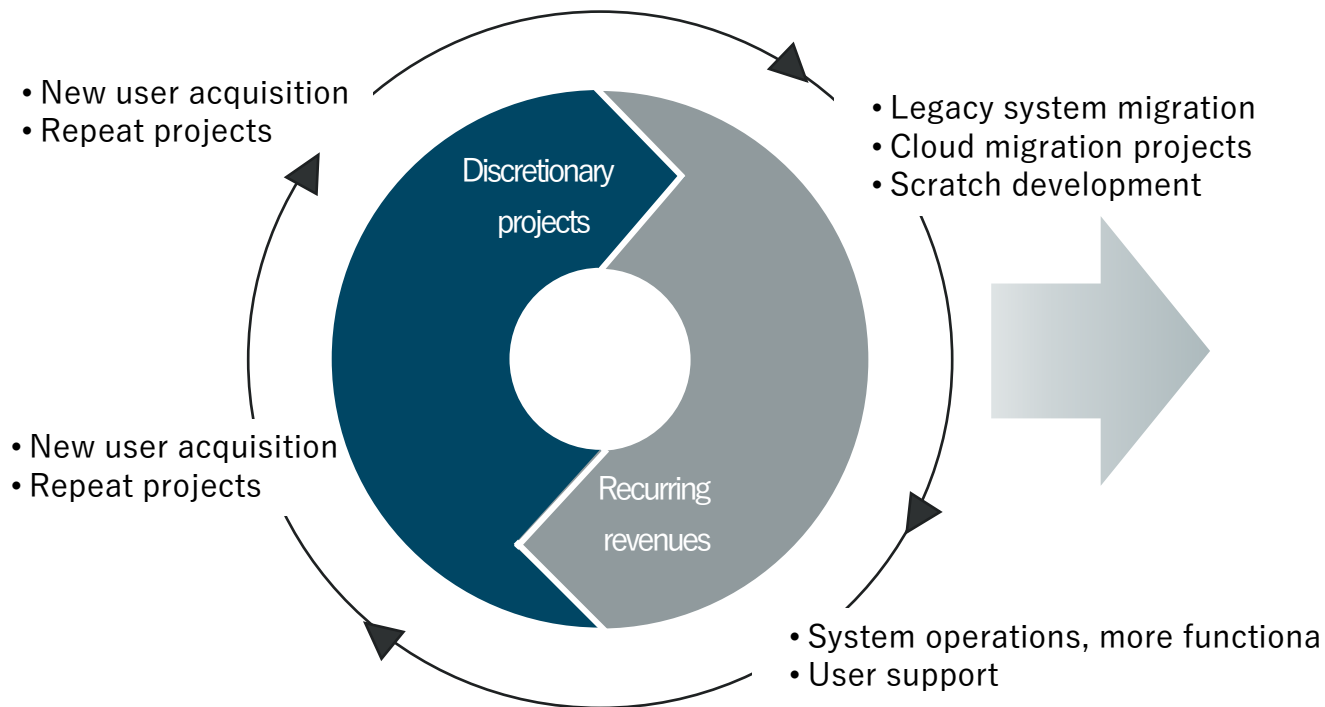 • New user acquisition
• Repeat projects
• Legacy system migration
• Cloud migration projects
• Scratch development
Discretionary
projects
• New user acquisition
• Repeat projects
Recurring
revenues
• System operations, more functiona
• User support